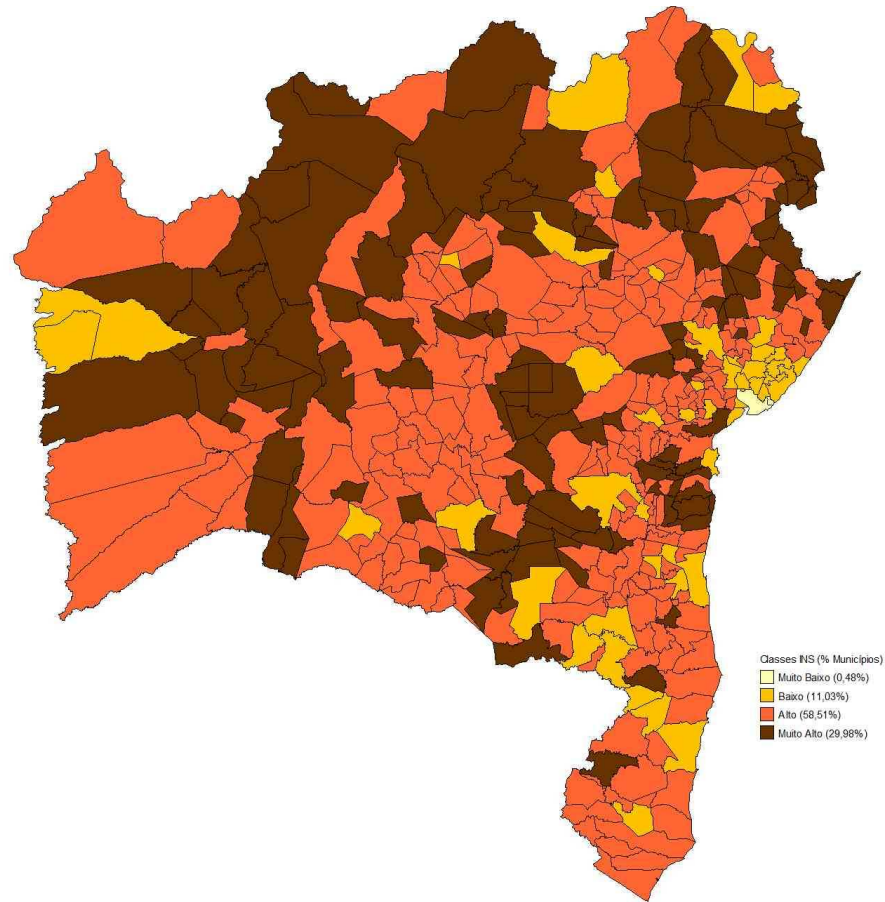 Classes INS (% Municípios)
Muito Baixo (0,48%)
Baixo (11,03%)
Alto (58,51%)
Muito Alto (29,98%)